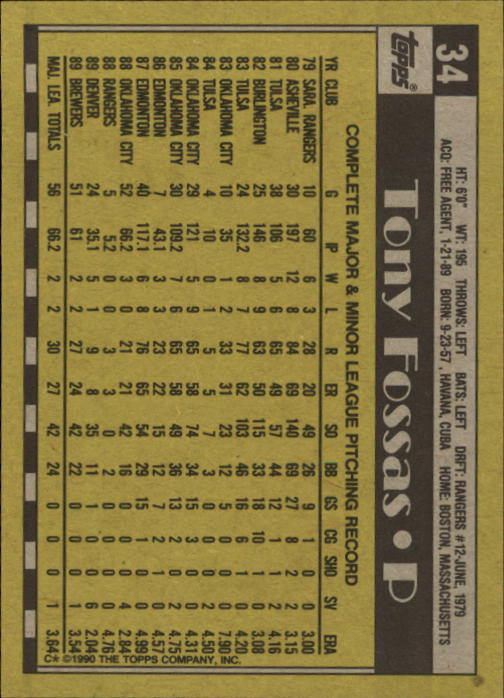 34
topps®
HT: 6'0" WT: 195 THROWS: LEFT BATS: LEFT DRFT: RANGERS #12-JUNE, 1979
ACQ: FREE AGENT, 1-21-89 BORN: 9-23-57, HAVANA, CUBA HOME: BOSTON, MASSACHUSETTS
Tony Fossas • P
COMPLETE MAJOR & MINOR LEAGUE PITCHING RECORD
YR CLUB G IP W L R ER SO BB GS CG SHO SV ERA
79 SARA. RANGERS 10 60 6 3 28 20 49 26 9 1 0 0 3.00
80 ASHEVILLE 30 197 12 8 84 69 140 69 27 8 2 2 3.15
81 TULSA 38 106 5 6 65 49 57 44 12 1 1 2 4.16
82 BURLINGTON 25 146 8 9 63 50 115 33 18 10 1 0 3.08
83 TULSA 24 132.2 8 7 77 62 103 46 16 6 1 0 4.20
83 OKLAHOMA CITY 10 35 1 2 33 31 23 12 5 0 0 0 7.90
84 TULSA 4 10 0 1 5 5 7 3 0 0 0 2 4.50
84 OKLAHOMA CITY 29 121 5 9 65 58 74 34 15 3 0 0 4.31
85 OKLAHOMA CITY 30 109.2 7 6 65 58 49 36 13 2 0 2 4.75
86 EDMONTON 7 43.1 3 3 23 22 15 12 7 2 1 0 4.57
87 EDMONTON 40 117.1 6 8 76 65 54 29 15 1 0 0 4.99
88 OKLAHOMA CITY 52 66.2 3 0 21 21 42 16 0 0 0 4 2.84
88 RANGERS 5 5.2 0 0 3 3 0 2 0 0 0 0 4.76
89 DENVER 24 35.1 5 1 9 8 35 11 1 0 0 6 2.04
89 BREWERS 51 61 2 2 27 24 42 22 0 0 0 1 3.54
MAJ. LEA. TOTALS 56 66.2 2 2 30 27 42 24 0 0 0 1 3.64
C* ©1990 THE TOPPS COMPANY, INC.